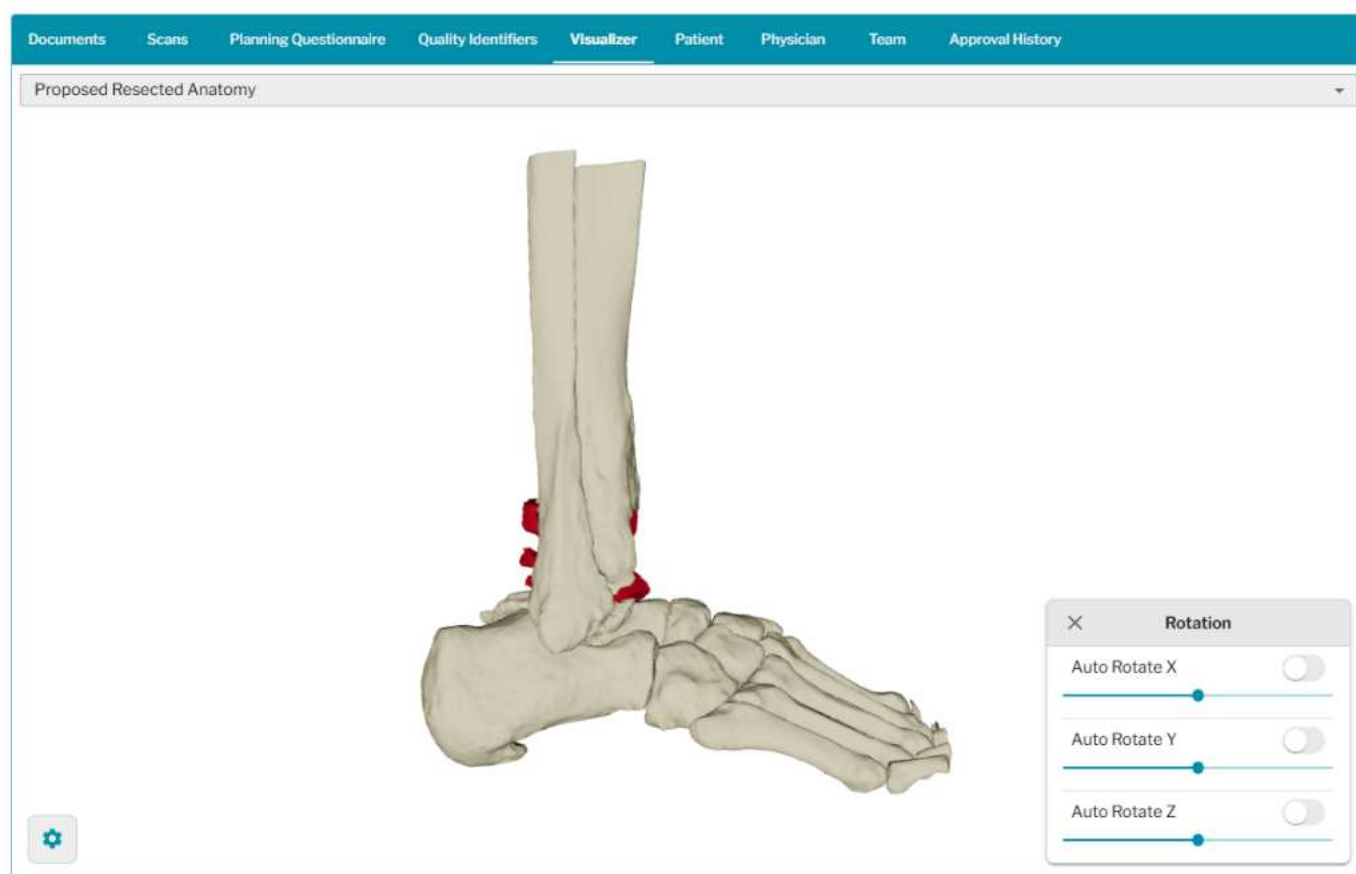 Documents Scans Planning Questionnaire Quality Identifiers Visualizer Patient Physician Team Approval History
Proposed Resected Anatomy
Rotation
Auto Rotate X
Auto Rotate Y
Auto Rotate Z